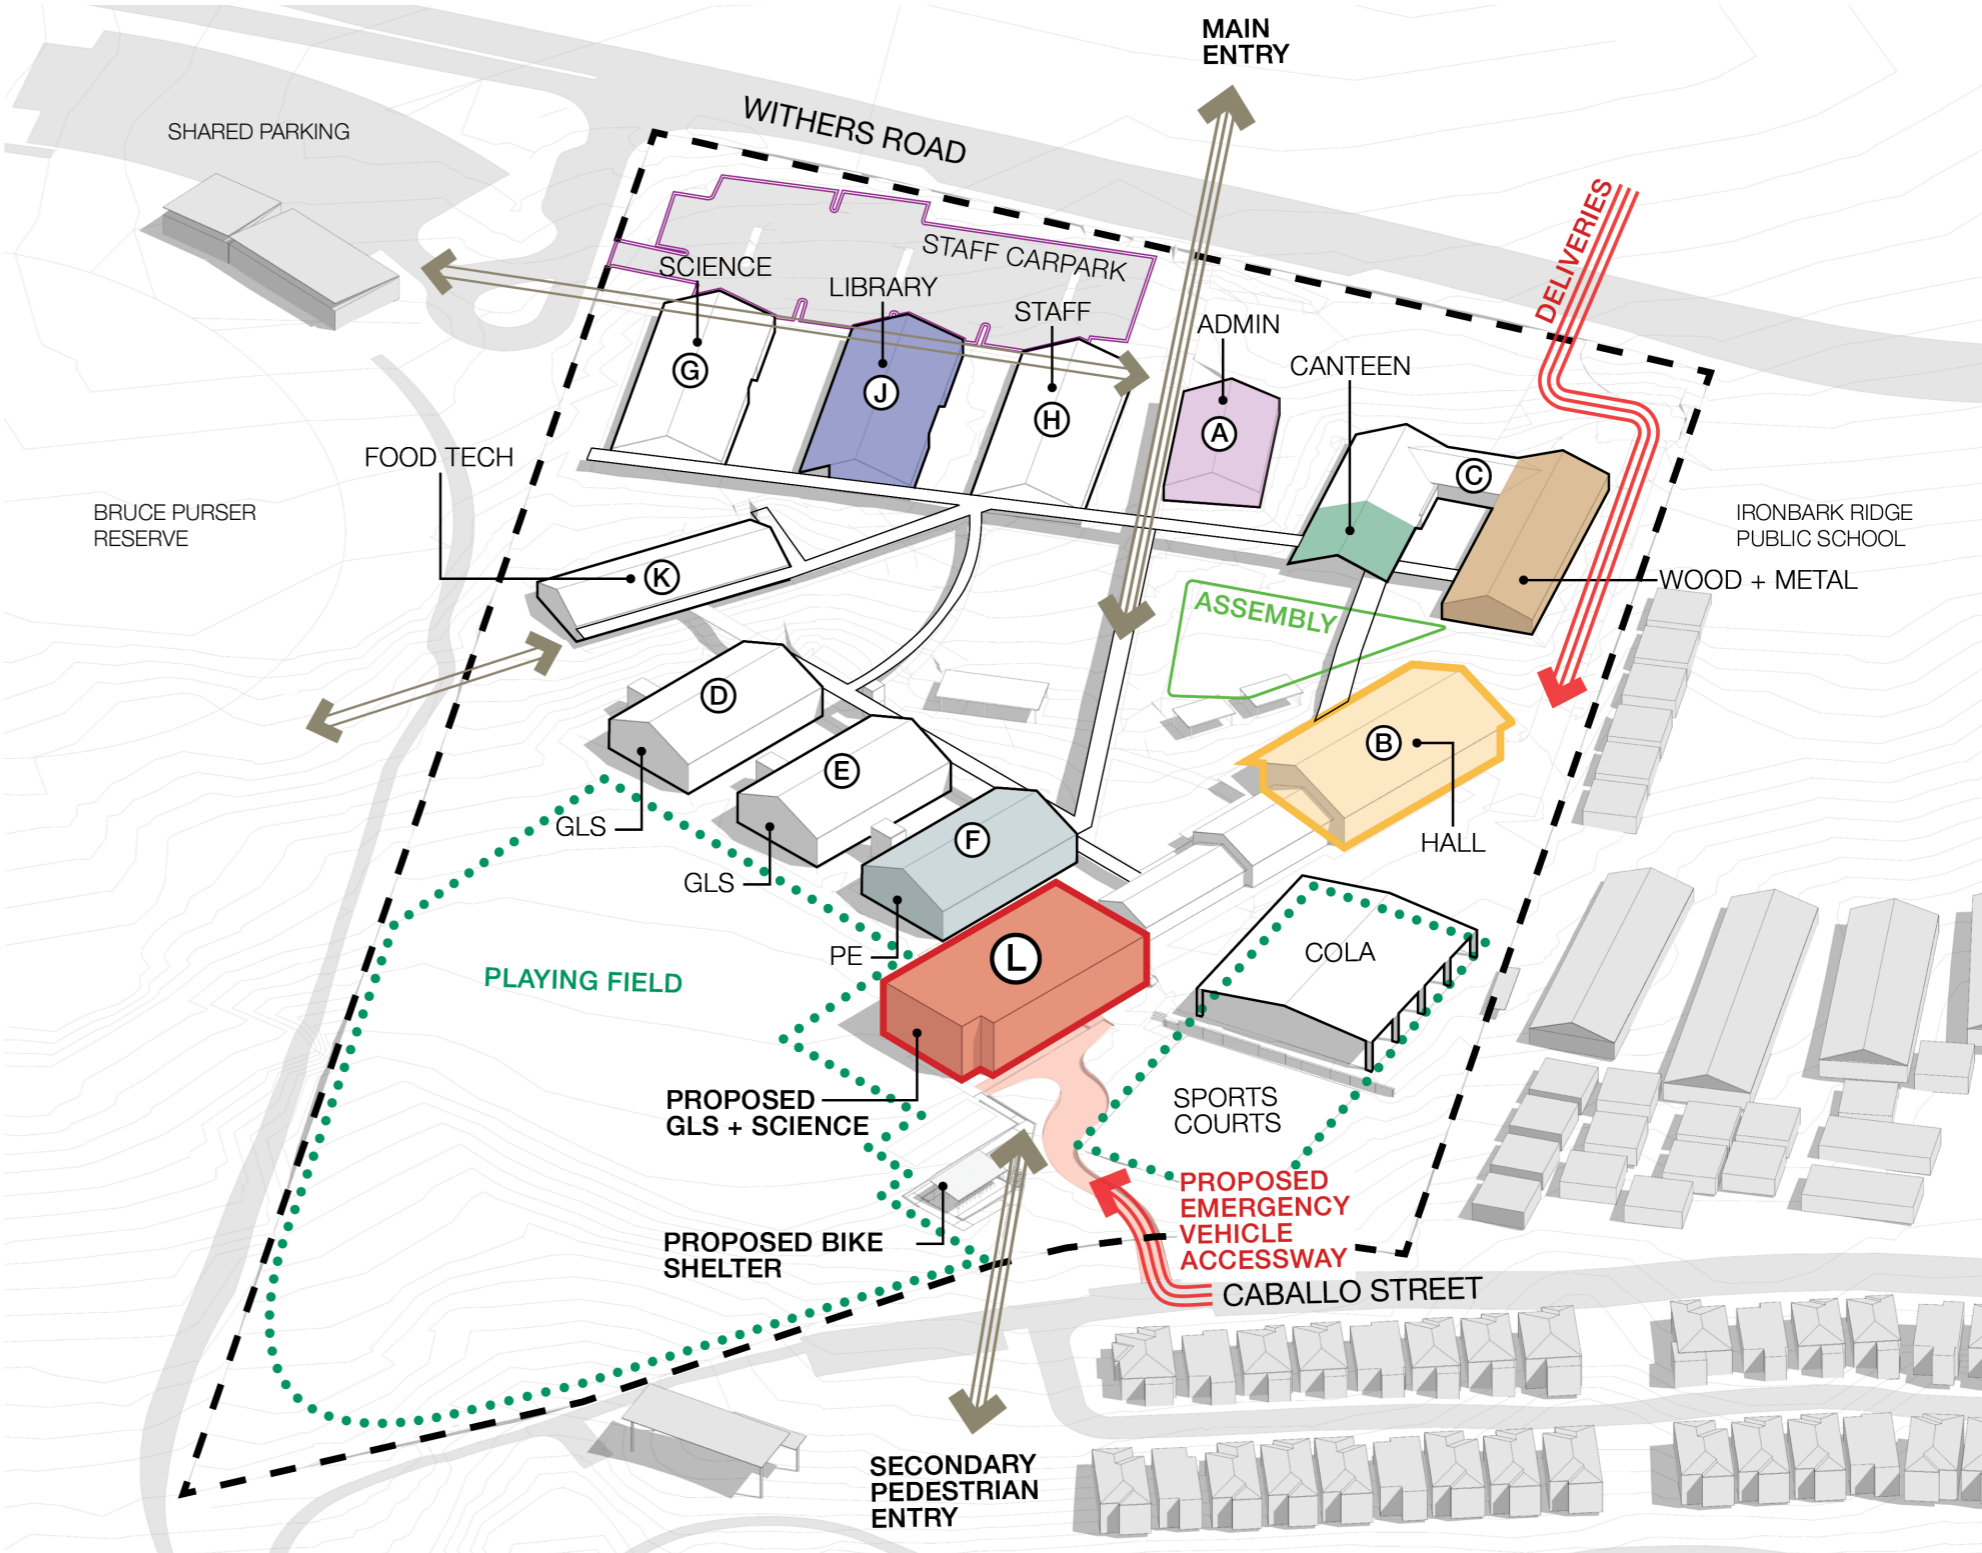 MAIN
ENTRY
WITHERS ROAD
SHARED PARKING
DELIVERIES
STAFF CARPARK
SCIENCE
LIBRARY
STAFF
ADMIN
CANTEEN
G
J
H
A
C
FOOD TECH
BRUCE PURSER
RESERVE
IRONBARK RIDGE
PUBLIC SCHOOL
K
WOOD + METAL
ASSEMBLY
D
B
E
GLS
F
HALL
GLS
PE
L
COLA
PLAYING FIELD
PROPOSED
GLS + SCIENCE
SPORTS
COURTS
PROPOSED
EMERGENCY
VEHICLE
ACCESSWAY
PROPOSED BIKE
SHELTER
CABALLO STREET
SECONDARY
PEDESTRIAN
ENTRY